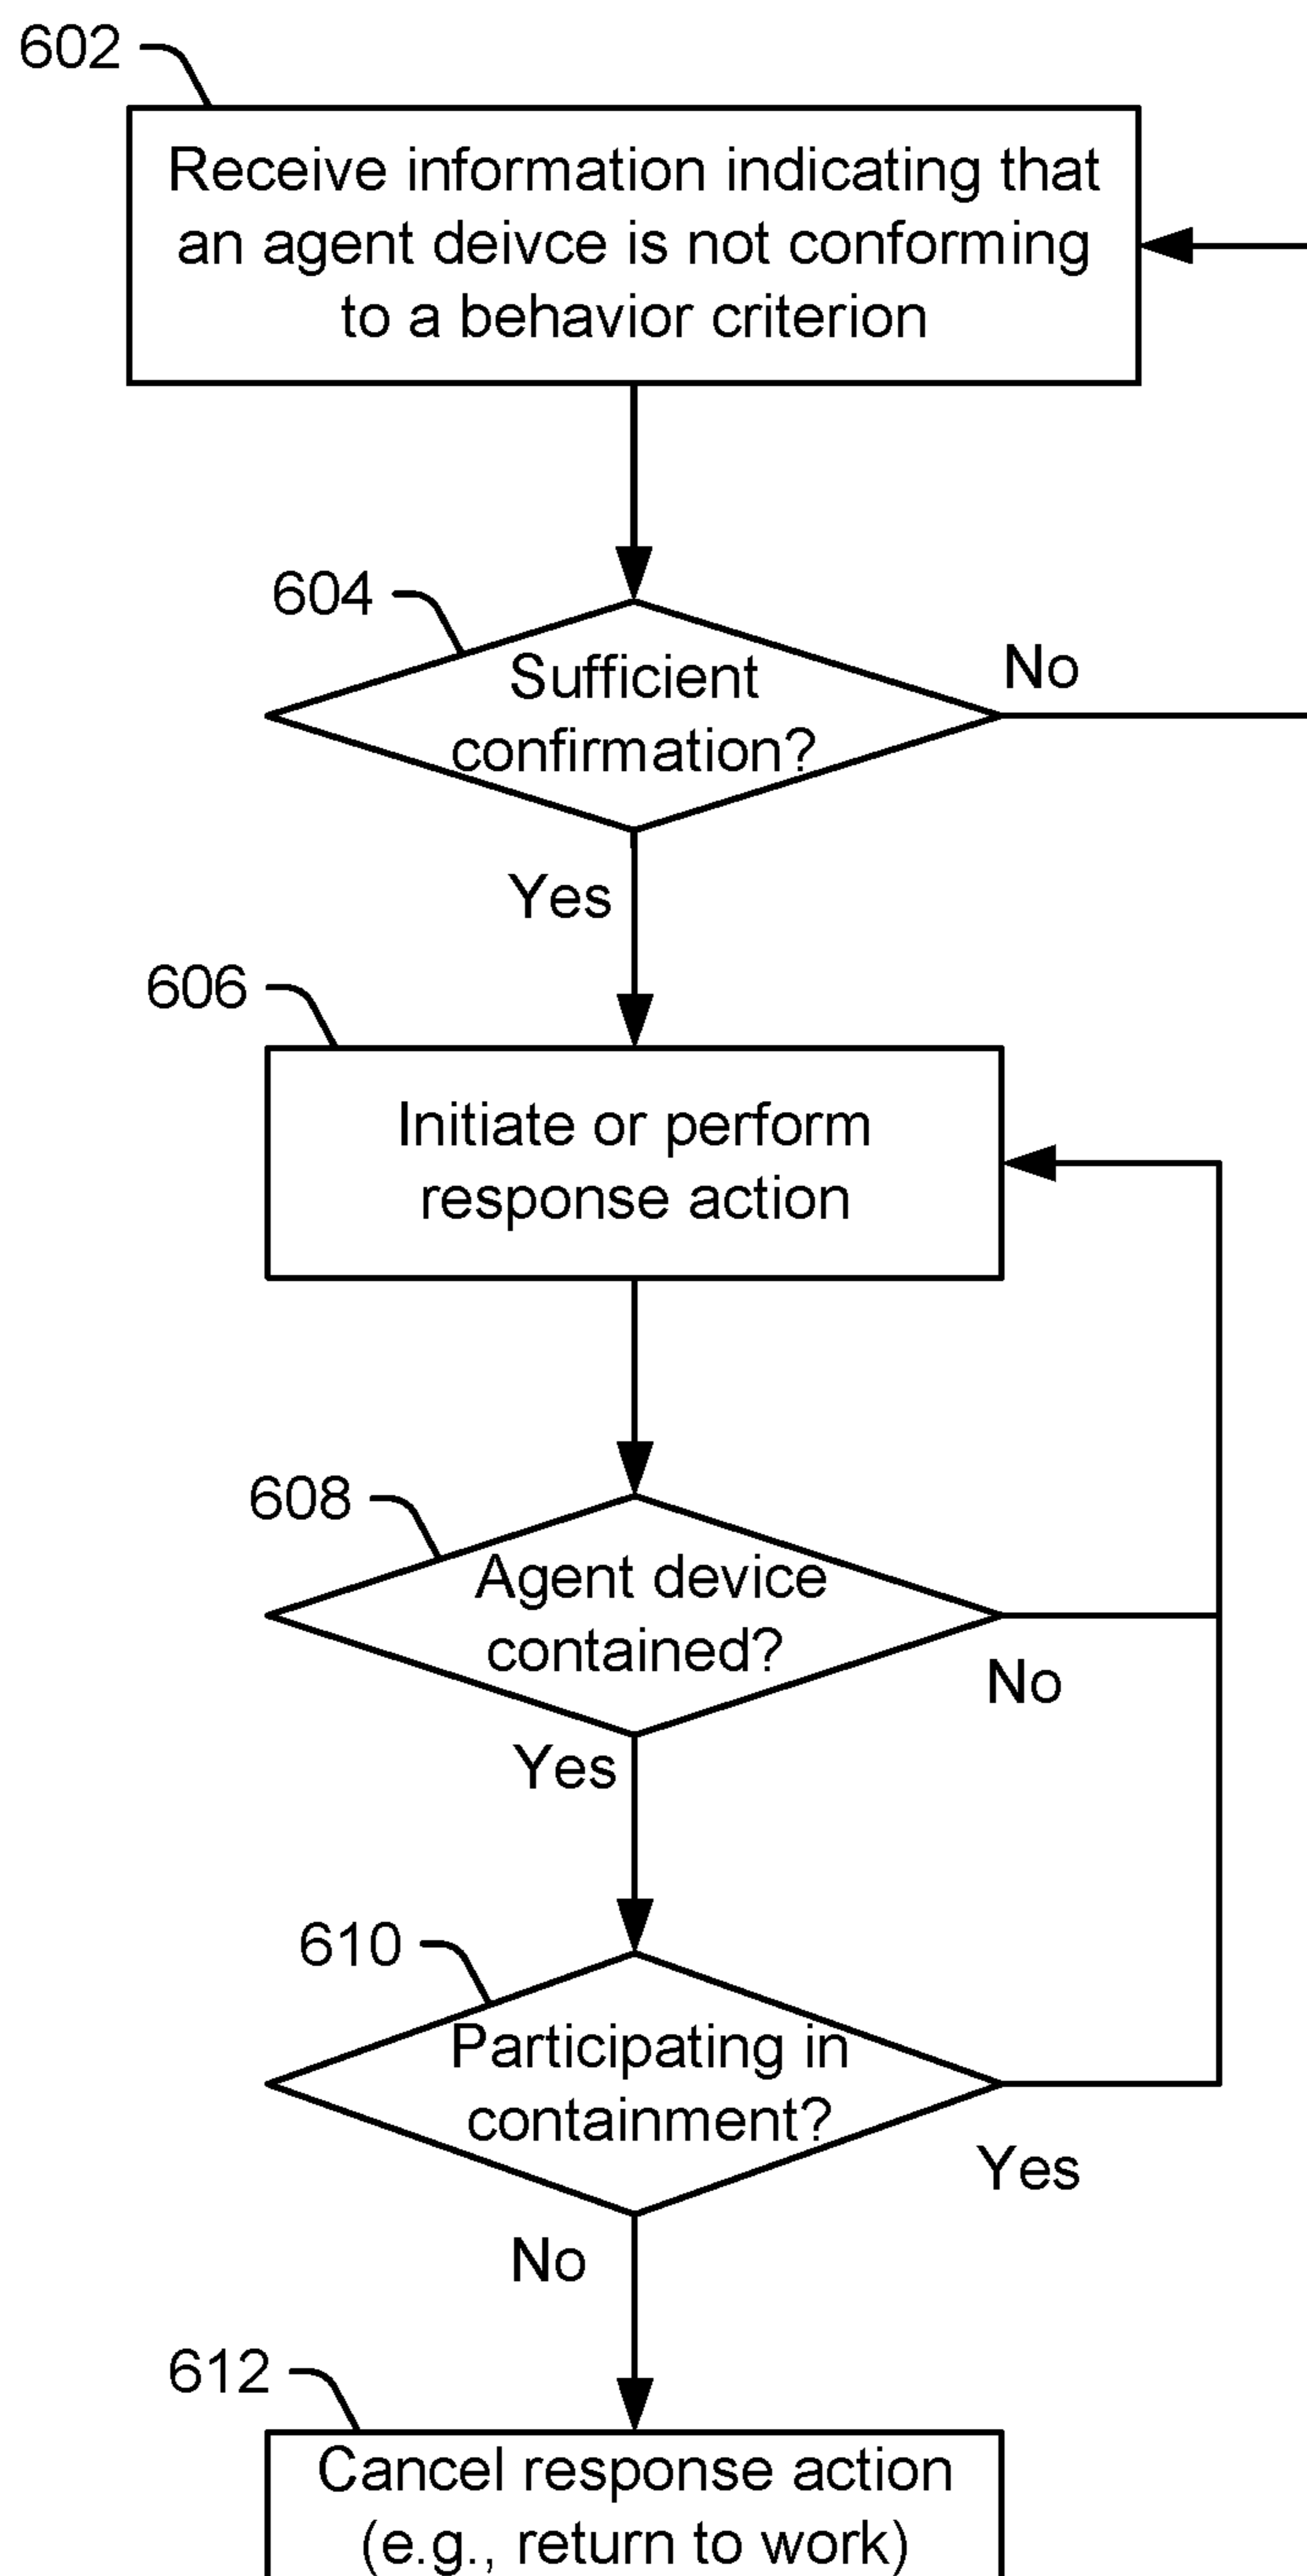 602
Receive information indicating that
an agent deivce is not conforming
to a behavior criterion
604
Sufficient
confirmation?
No
Yes
606
Initiate or perform
response action
608
Agent device
contained?
No
Yes
610
Participating in
containment?
Yes
No
612
Cancel response action
(e.g., return to work)